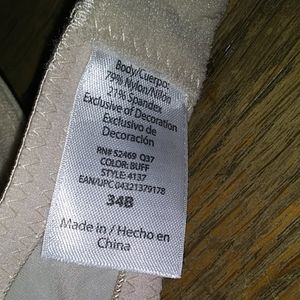 Body/Cuerpo:
79% Nylon/Nilón
21% Spandex
Exclusive of Decoration
Exclusivo de
Decoración
RN# 52469 Q37
COLOR: BUFF
STYLE: 4137
EAN/UPC 04321379178
34B
Made in / Hecho en
China